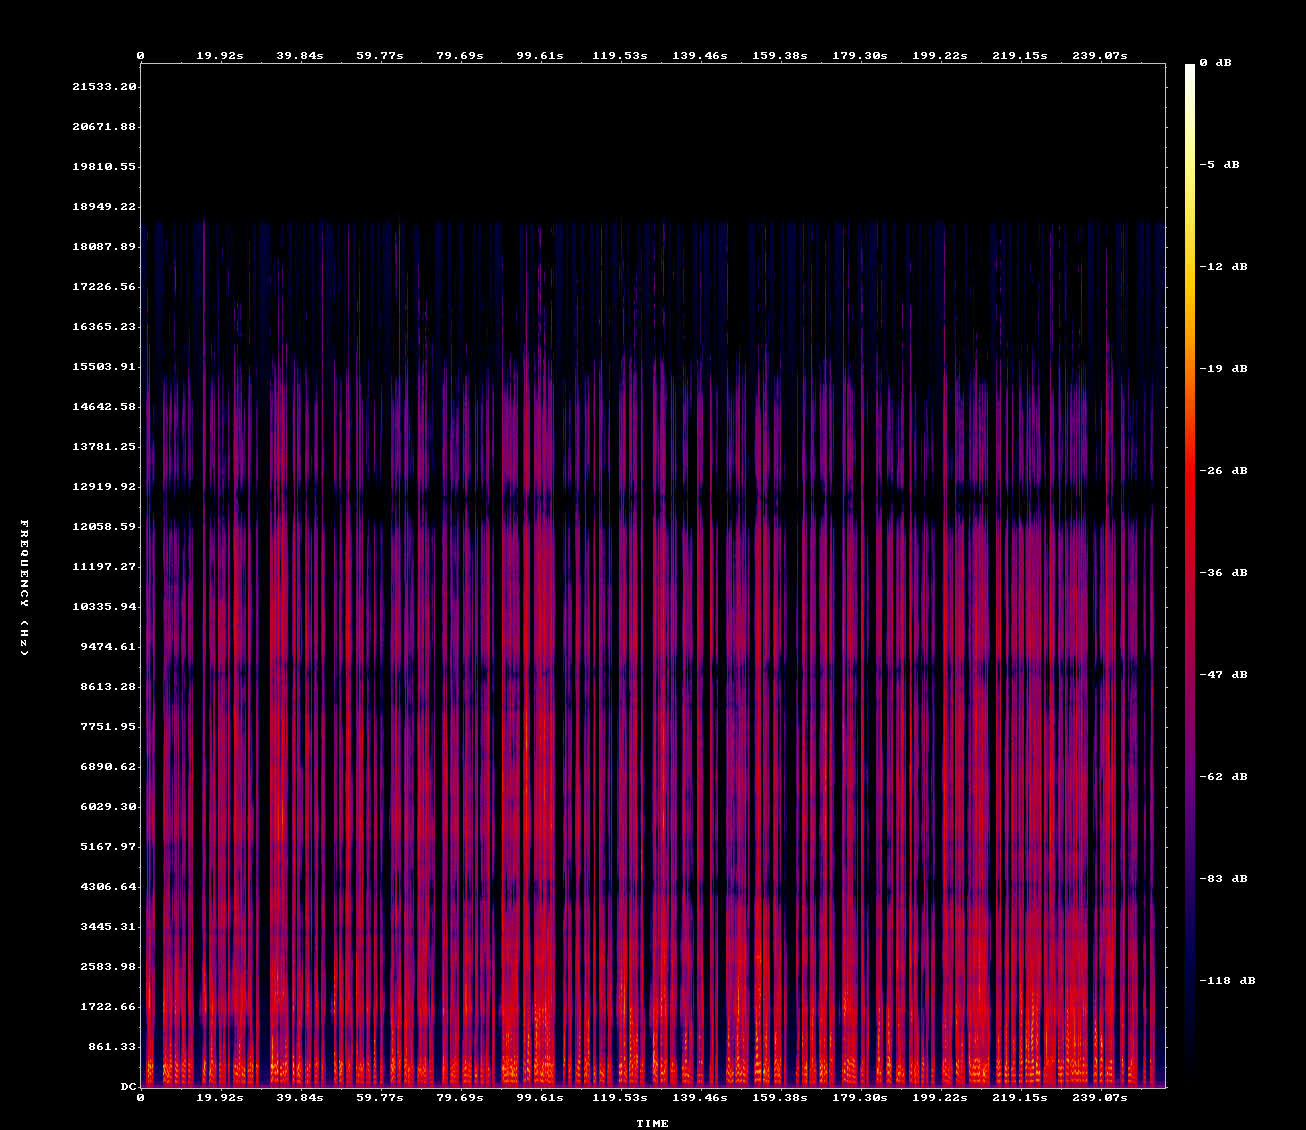 0 19.92s 39.84s 59.77s 79.69s 99.61s 119.53s 139.46s 159.38s 179.30s 199.22s 219.15s 239.07s
0 dB
21533.20
20671.88
19810.55
-5 dB
18949.22
18087.89
-12 dB
17226.56
16365.23
15503.91
-19 dB
14642.58
13781.25
-26 dB
12919.92
12058.59
11197.27
-36 dB
10335.94
9474.61
-47 dB
8613.28
7751.95
6890.62
-62 dB
6029.30
5167.97
4306.64
-83 dB
3445.31
2583.98
-118 dB
1722.66
861.33
DC
FREQUENCY (Hz)
0 19.92s 39.84s 59.77s 79.69s 99.61s 119.53s 139.46s 159.38s 179.30s 199.22s 219.15s 239.07s
TIME